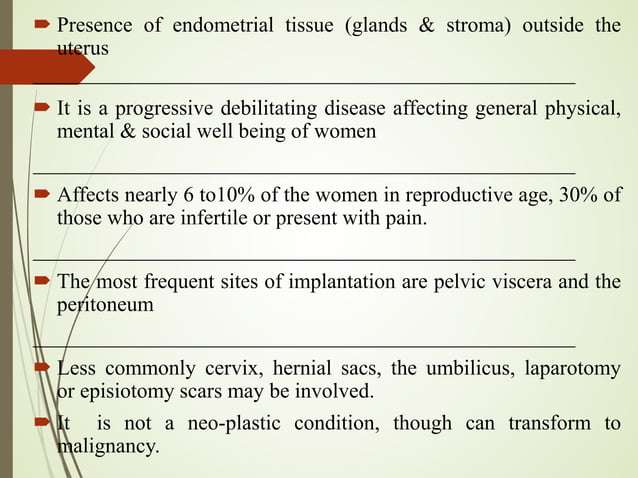 Presence of endometrial tissue (glands & stroma) outside the
uterus
It is a progressive debilitating disease affecting general physical,
mental & social well being of women
Affects nearly 6 to10% of the women in reproductive age, 30% of
those who are infertile or present with pain.
The most frequent sites of implantation are pelvic viscera and the
peritoneum
Less commonly cervix, hernial sacs, the umbilicus, laparotomy
or episiotomy scars may be involved.
It is not a neo-plastic condition, though can transform to
malignancy.